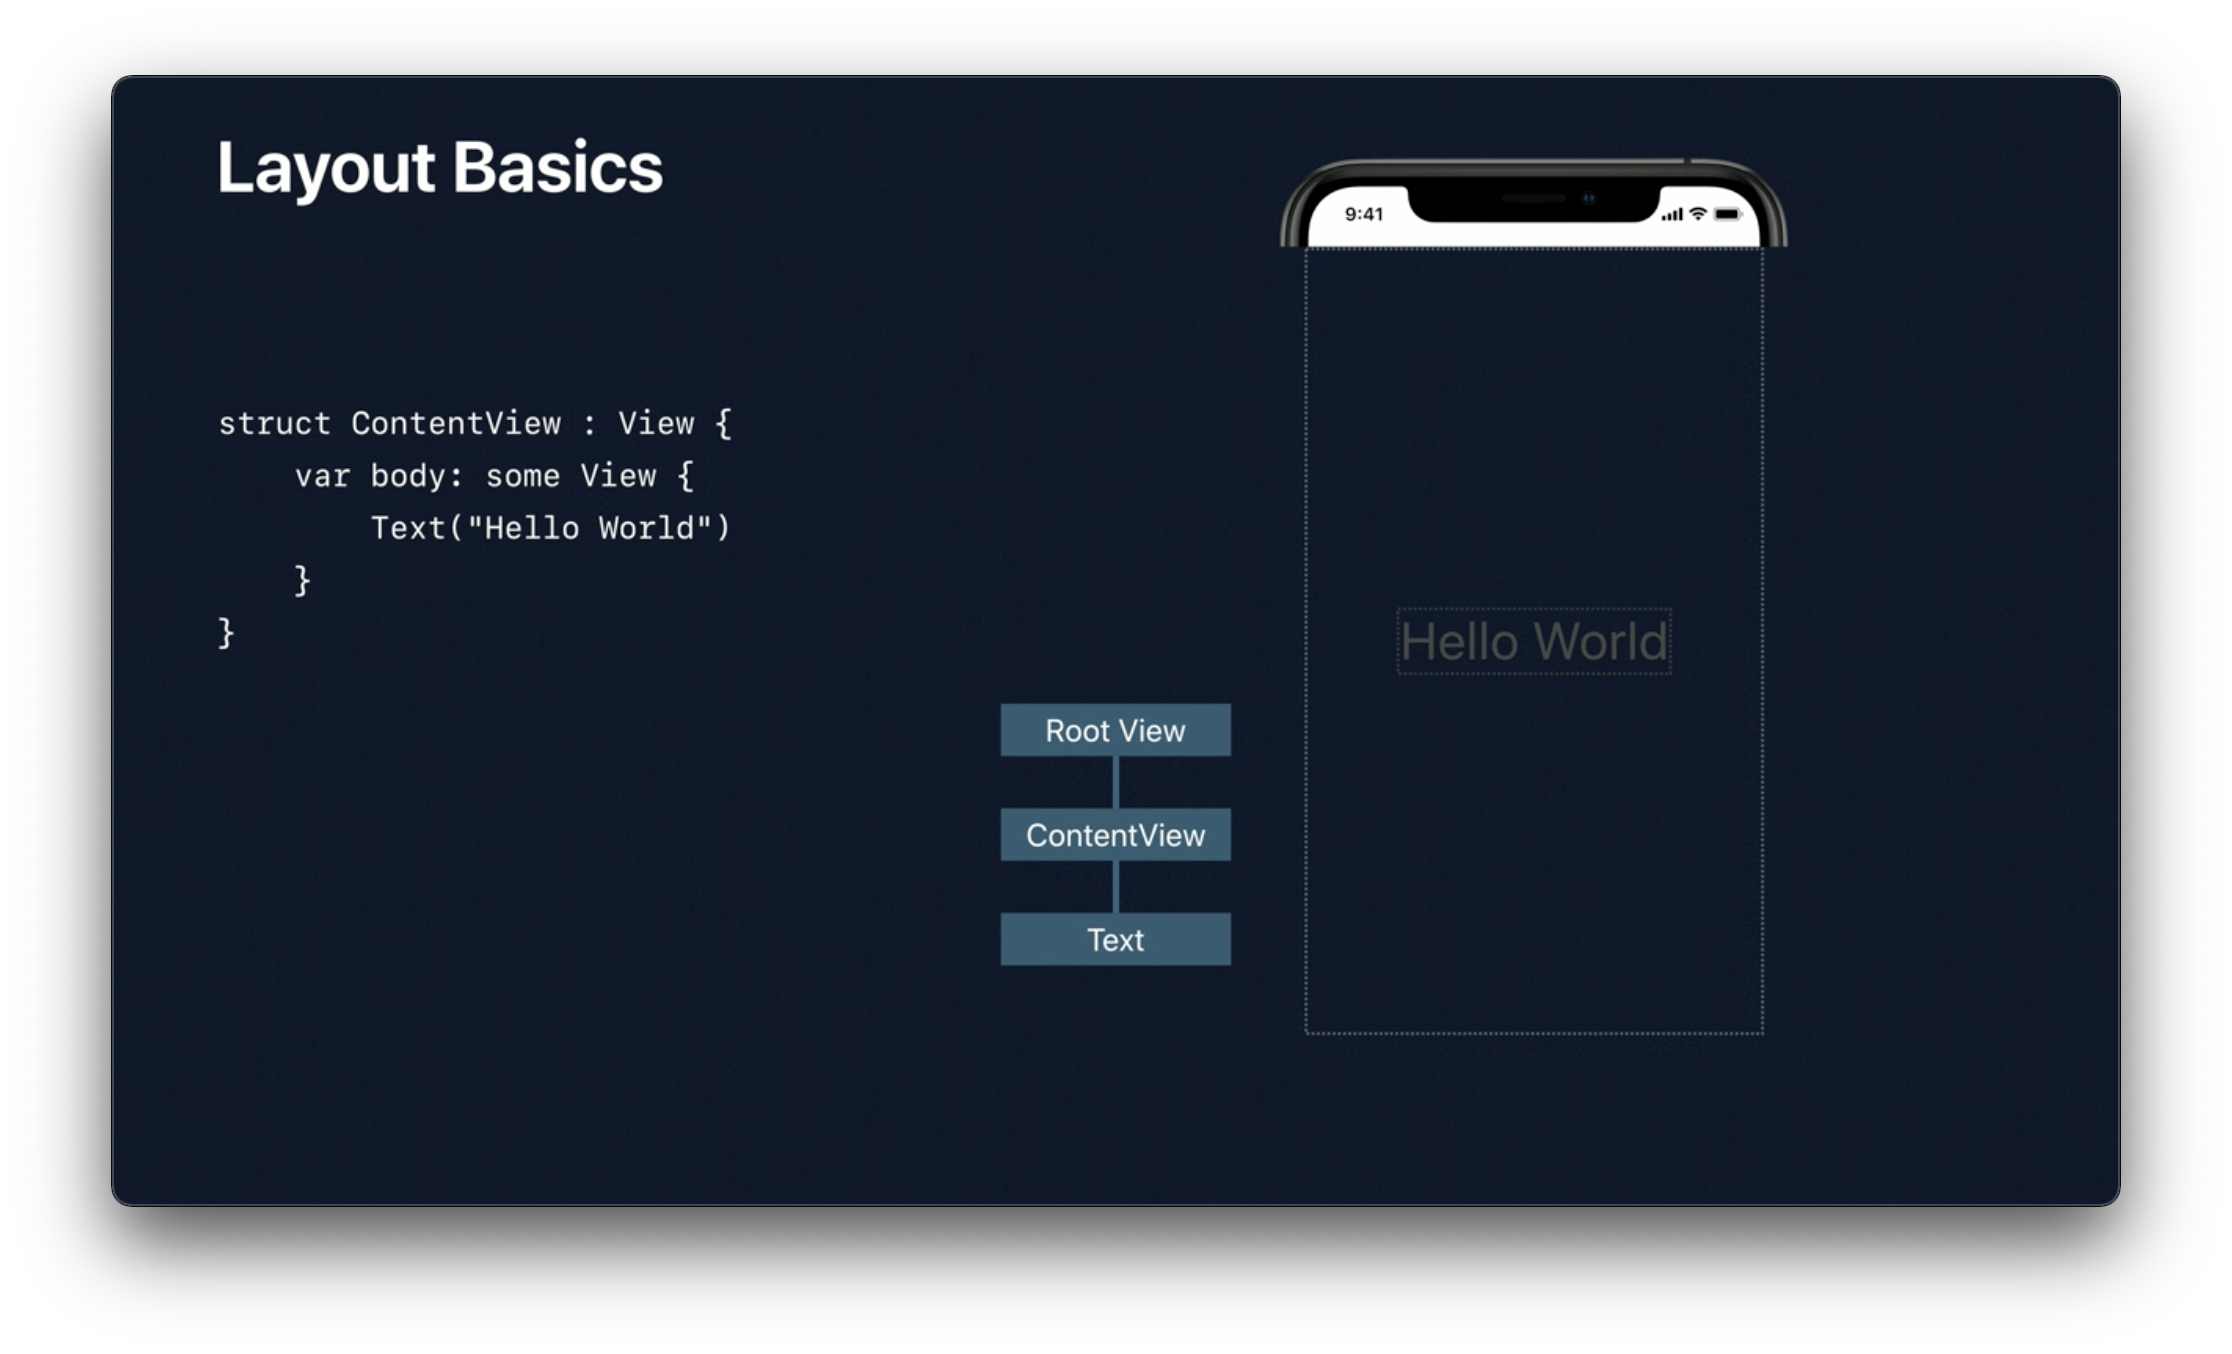 Layout Basics
9:41
struct ContentView : View {
    var body: some View {
        Text("Hello World")
    }
}
Hello World
Root View
ContentView
Text